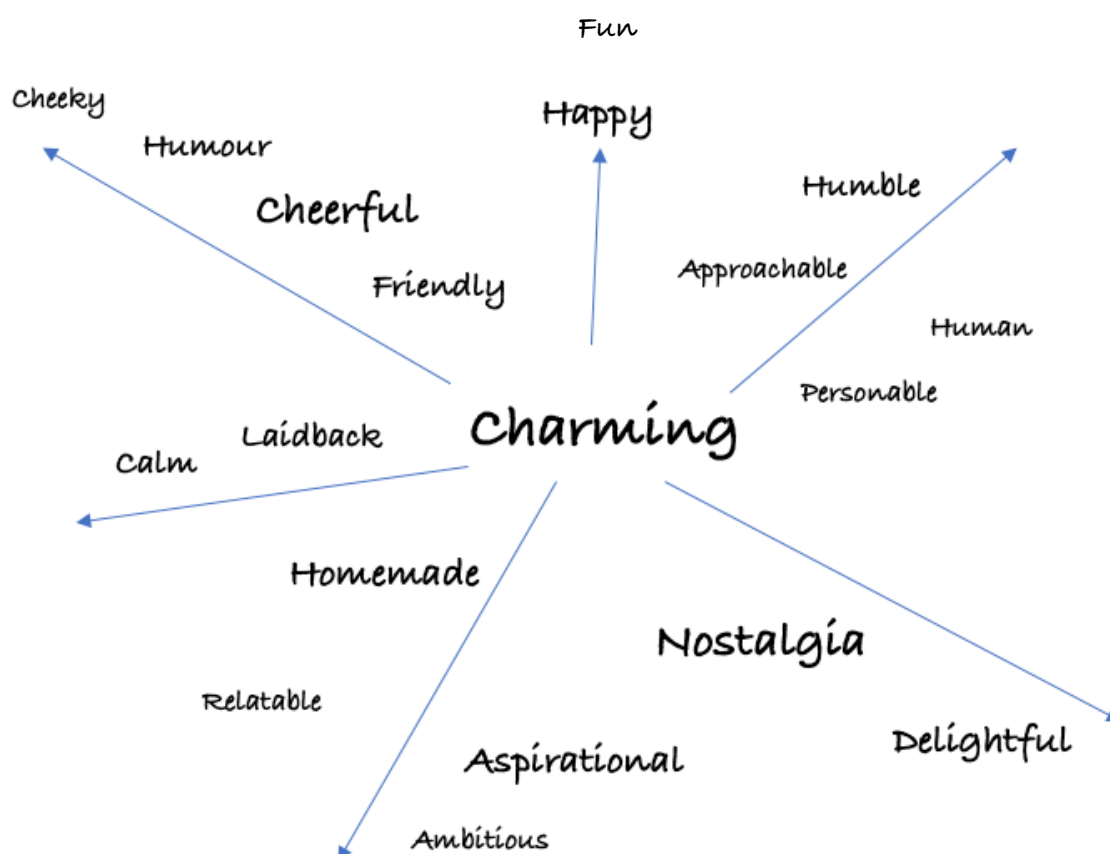 Fun
Cheeky
Happy
Humour
Humble
Cheerful
Approachable
Friendly
Human
Personable
Charming
Laidback
Calm
Homemade
Nostalgia
Relatable
Delightful
Aspirational
Ambitious